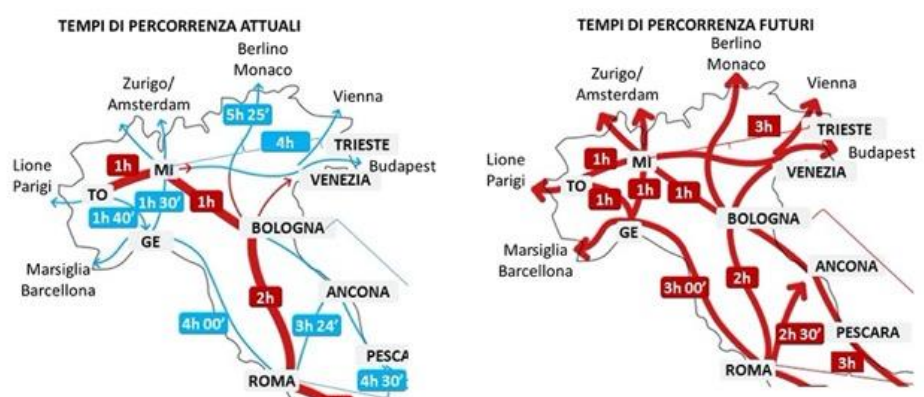 TEMPI DI PERCORRENZA ATTUALI
Berlino
Monaco
Zurigo/
Amsterdam
5h 25'
Vienna
4h
TRIESTE
Budapest
Lione
Parigi
1h
MI
VENEZIA
TO
1h 40'
1h 30'
1h
GE
BOLOGNA
Marsiglia
Barcellona
2h
ANCONA
4h 00'
3h 24'
PESCA
ROMA
4h 30'
TEMPI DI PERCORRENZA FUTURI
Berlino
Monaco
Zurigo/
Amsterdam
Vienna
3h
TRIESTE
Budapest
Lione
Parigi
1h
MI
VENEZIA
TO
1h
1h
1h
GE
BOLOGNA
Marsiglia
Barcellona
3h 00'
2h
ANCONA
2h 30'
PESCARA
ROMA
3h